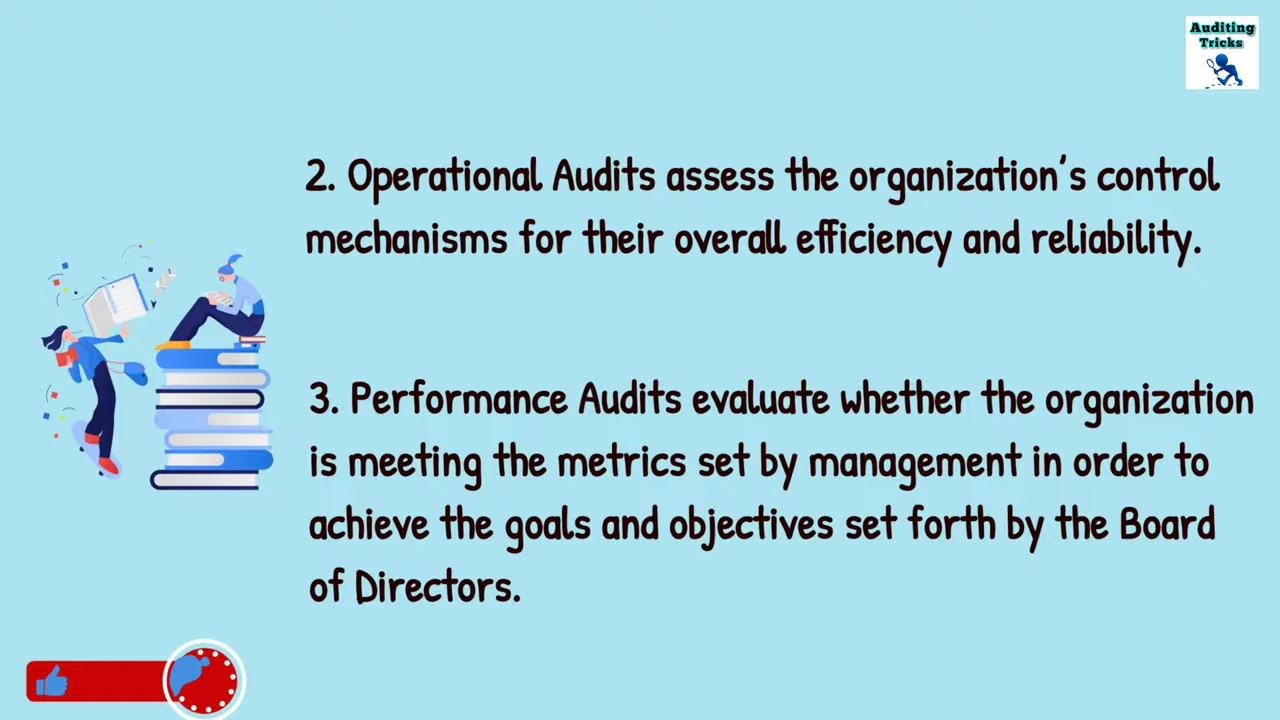 Auditing
Tricks
2. Operational Audits assess the organization's control
mechanisms for their overall efficiency and reliability.
3. Performance Audits evaluate whether the organization
is meeting the metrics set by management in order to
achieve the goals and objectives set forth by the Board
of Directors.